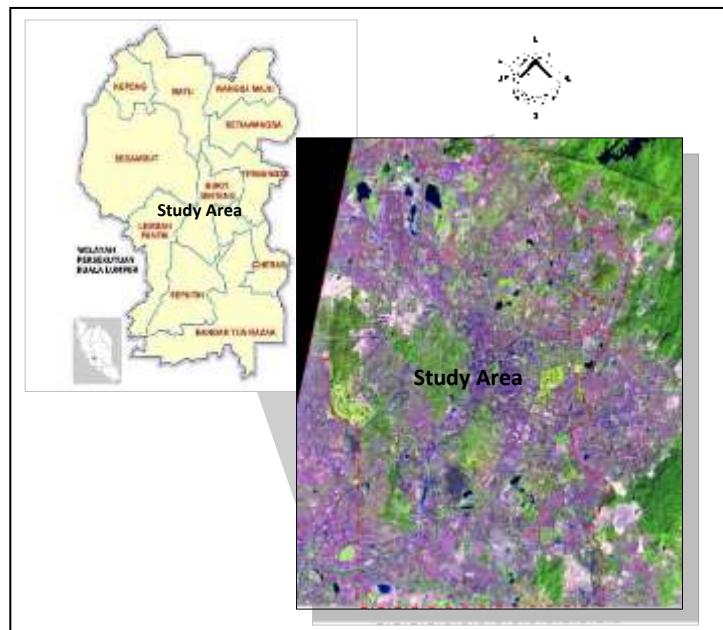 KEPONG
BATU
WANGSA MAJU
SETIAWANGSA
SEGAMBUT
TITIWANGSA
BUKIT
BINTANG
Study Area
LEMBAH
PANTAI
WILAYAH
PERSEKUTUAN
KUALA LUMPUR
CHERAS
SEPUTEH
BANDAR TUN RAZAK
Study Area